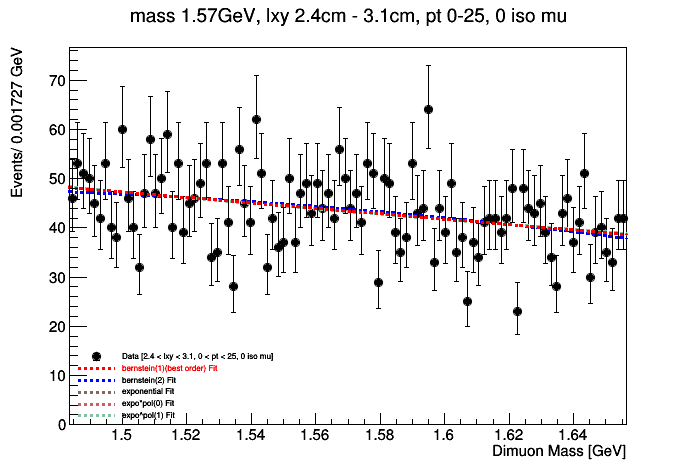 mass 1.57GeV, lxy 2.4cm - 3.1cm, pt 0-25, 0 iso mu
Events/ 0.001727 GeV
70
60
50
40
30
20
10
0
Data [2.4 < lxy < 3.1, 0 < pt < 25, 0 iso mu]
bernstein(1)(best order) Fit
bernstein(2) Fit
exponential Fit
expo*pol(0) Fit
expo*pol(1) Fit
1.5 1.52 1.54 1.56 1.58 1.6 1.62 1.64
Dimuon Mass [GeV]